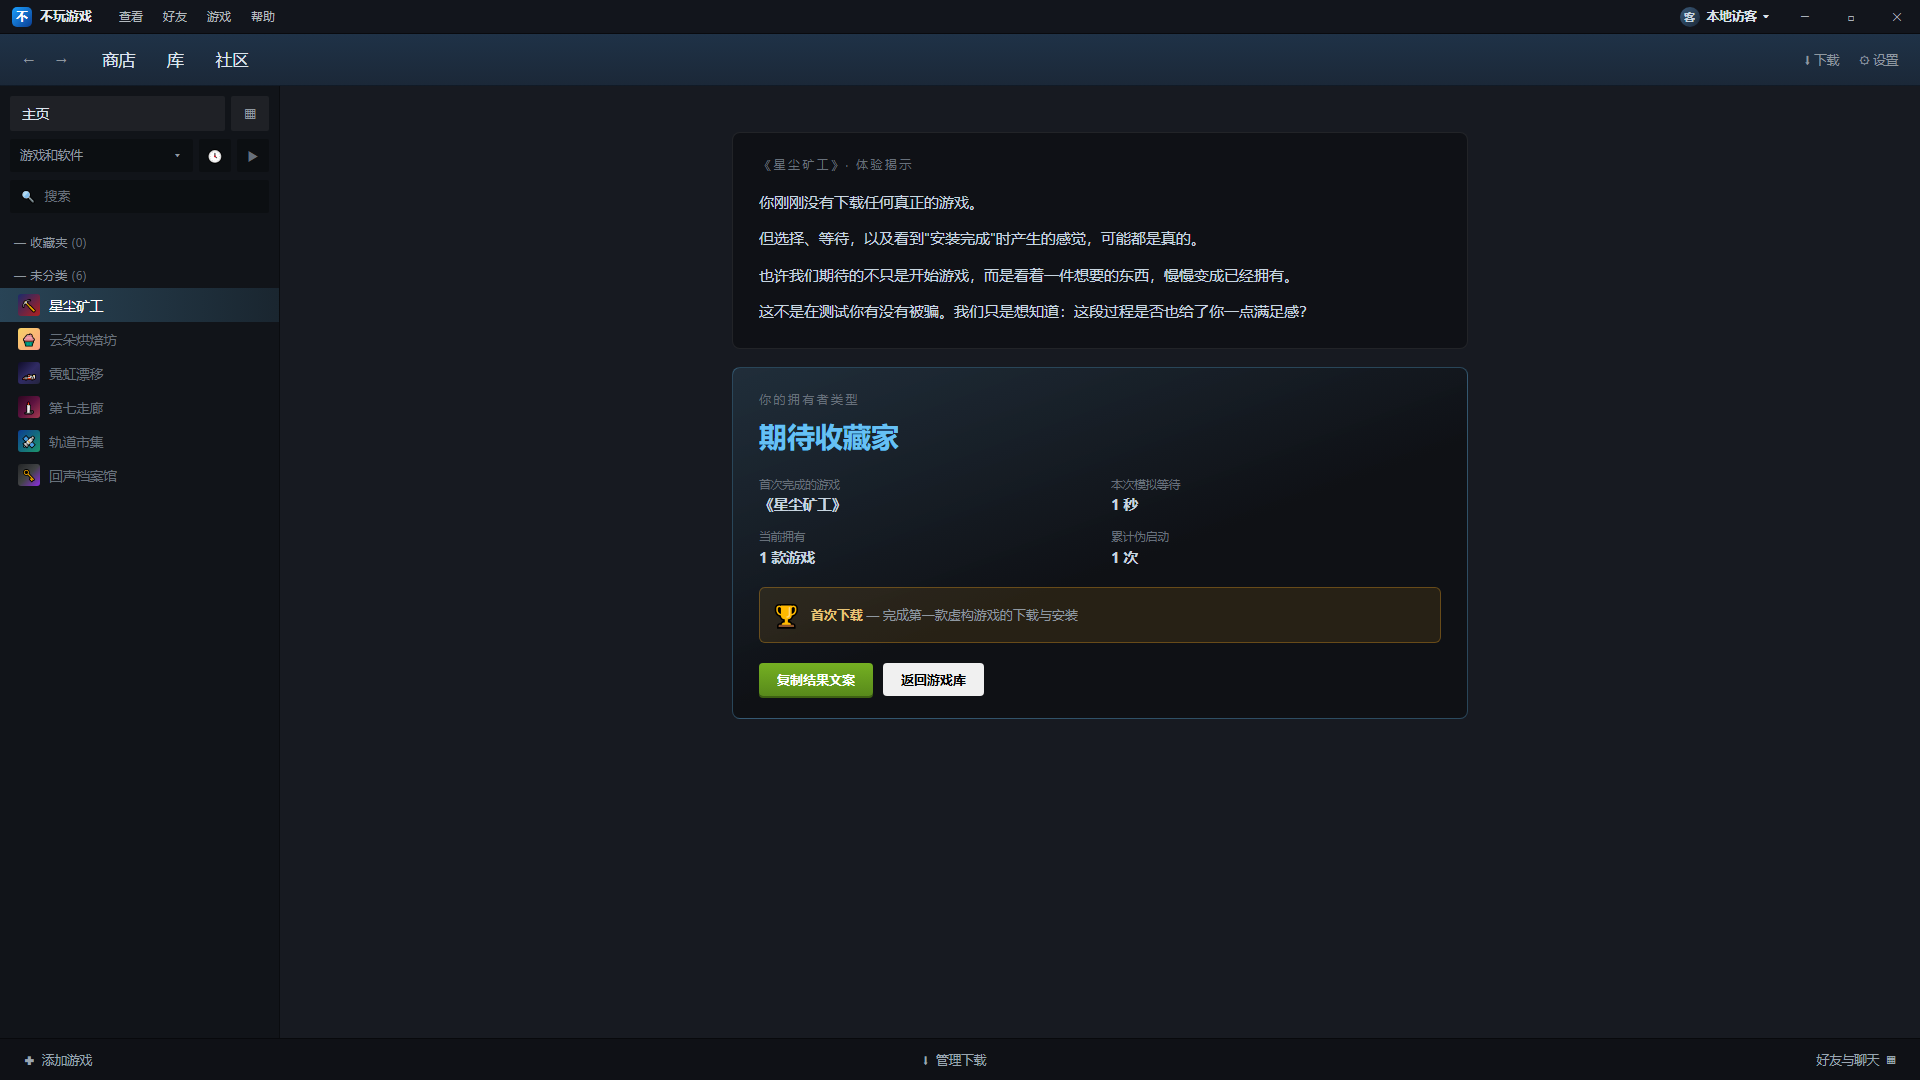 不 不玩游戏 查看 好友 游戏 帮助 客 本地访客
← → 商店 库 社区 下载 设置
主页
游戏和软件
搜索
— 收藏夹 (0)
— 未分类 (6)
星尘矿工
云朵烘焙坊
霓虹漂移
第七走廊
轨道市集
回声档案馆
《星尘矿工》· 体验揭示
你刚刚没有下载任何真正的游戏。
但选择、等待，以及看到"安装完成"时产生的感觉，可能都是真的。
也许我们期待的不只是开始游戏，而是看着一件想要的东西，慢慢变成已经拥有。
这不是在测试你有没有被骗。我们只是想知道：这段过程是否也给了你一点满足感？
你的拥有者类型
期待收藏家
首次完成的游戏 本次模拟等待
《星尘矿工》 1 秒
当前拥有 累计伪启动
1 款游戏 1 次
首次下载 — 完成第一款虚构游戏的下载与安装
复制结果文案 返回游戏库
添加游戏 管理下载 好友与聊天